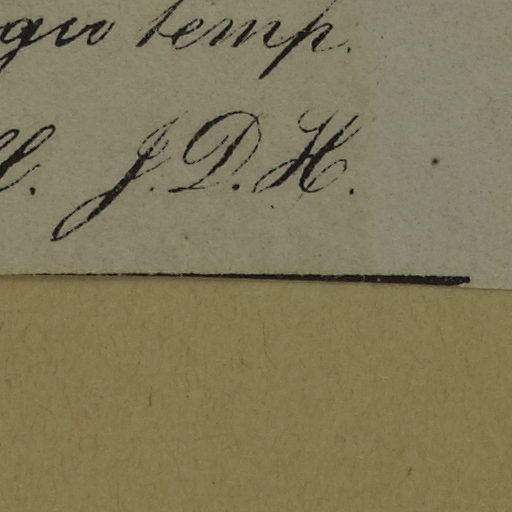 gio temp.
J. D. H.